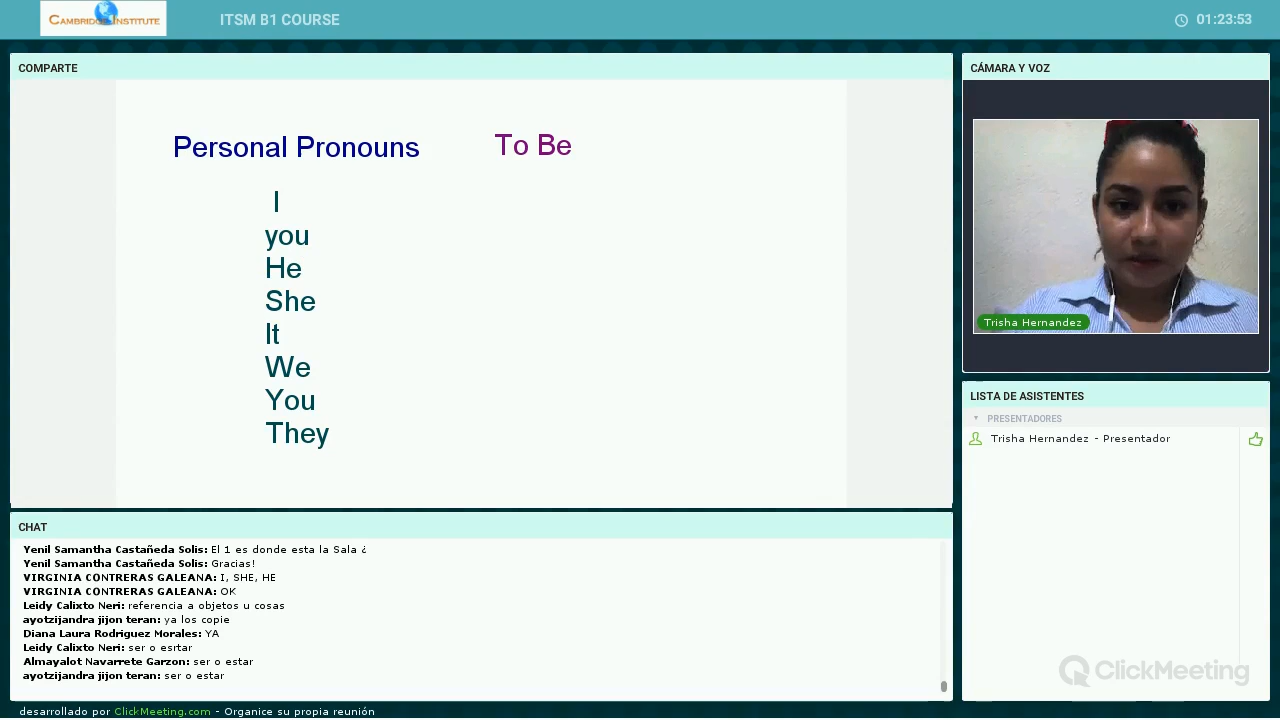 CAMBRIDGE INSTITUTE
ITSM B1 COURSE
01:23:53
COMPARTE
Personal Pronouns
To Be
I
you
He
She
It
We
You
They
CÁMARA Y VOZ
Trisha Hernandez
LISTA DE ASISTENTES
PRESENTADORES
Trisha Hernandez - Presentador
CHAT
Yenil Samantha Castañeda Solis: El 1 es donde esta la Sala ¿
Yenil Samantha Castañeda Solis: Gracias!
VIRGINIA CONTRERAS GALEANA: I, SHE, HE
VIRGINIA CONTRERAS GALEANA: OK
Leidy Calixto Neri: referencia a objetos u cosas
ayotzijandra jijon teran: ya los copie
Diana Laura Rodriguez Morales: YA
Leidy Calixto Neri: ser o esrtar
Almayalot Navarrete Garzon: ser o estar
ayotzijandra jijon teran: ser o estar
ClickMeeting
desarrollado por ClickMeeting.com - Organice su propia reunión